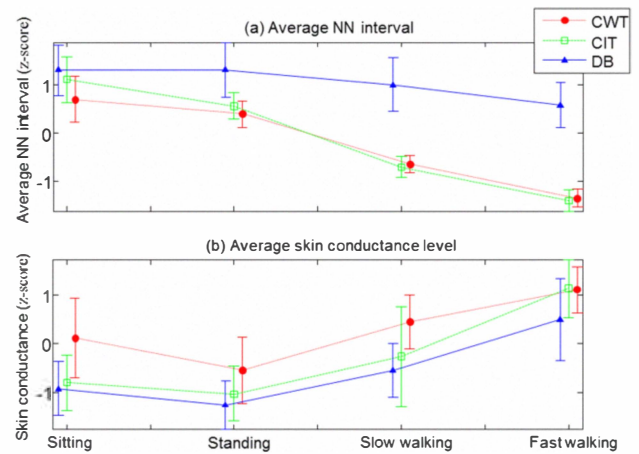 (a) Average NN interval
CWT
CIT
DB
Average NN interval (z-score)
1
0
-1
(b) Average skin conductance level
Skin conductance (z-score)
1
0
-1
Sitting
Standing
Slow walking
Fast walking